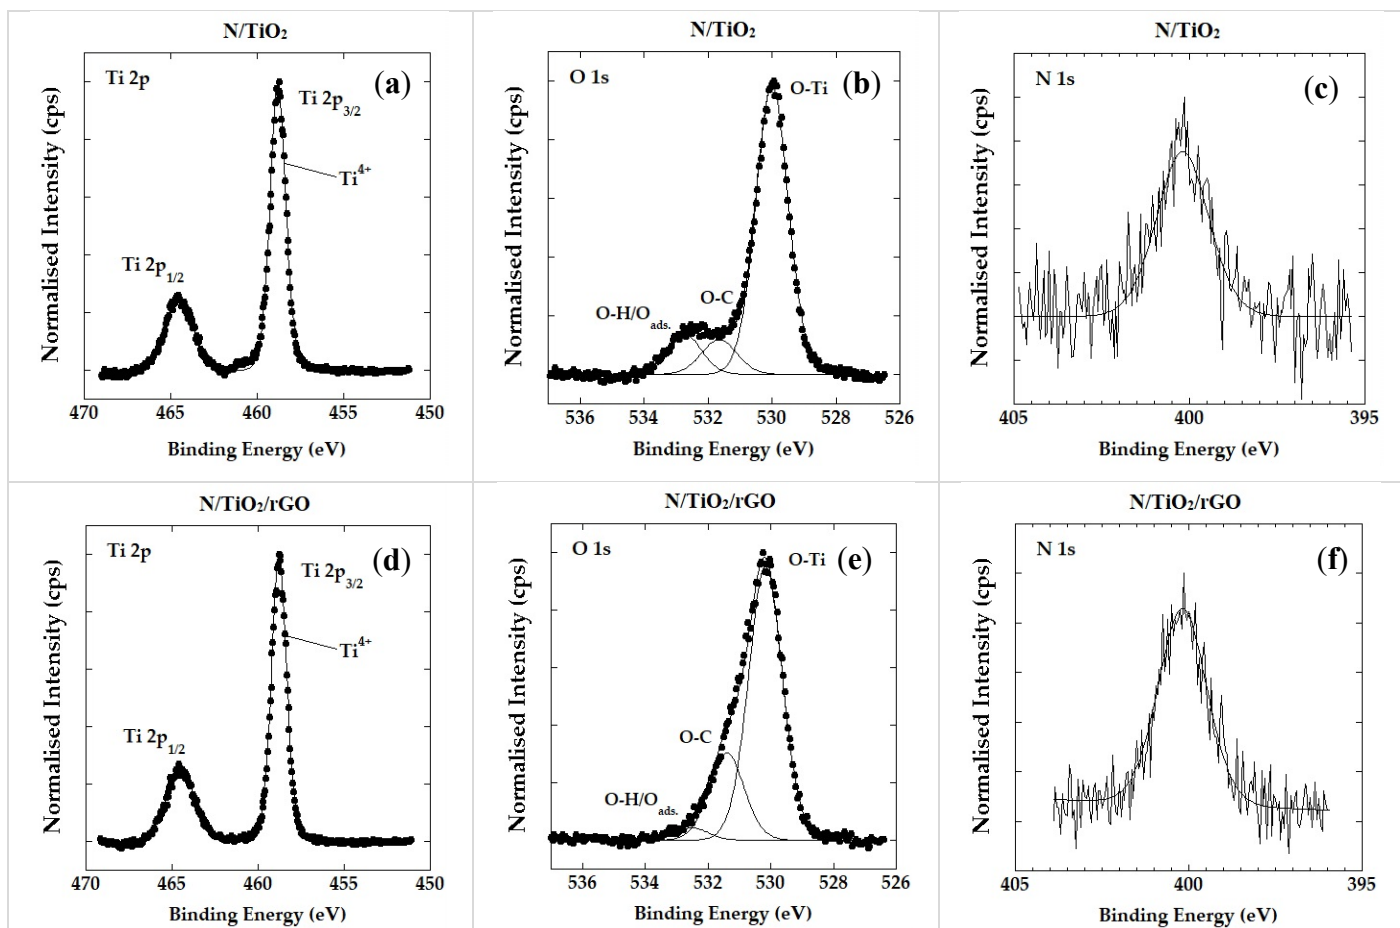 N/TiO₂
Ti 2p
(a)
Ti 2p₃/₂
Ti⁴⁺
Ti 2p₁/₂
Normalised Intensity (cps)
470 465 460 455 450
Binding Energy (eV)
N/TiO₂
O 1s
(b)
O-Ti
O-C
O-H/O ads.
Normalised Intensity (cps)
536 534 532 530 528 526
Binding Energy (eV)
N/TiO₂
N 1s
(c)
Normalised Intensity (cps)
405 400 395
Binding Energy (eV)
N/TiO₂/rGO
Ti 2p
(d)
Ti 2p₃/₂
Ti⁴⁺
Ti 2p₁/₂
Normalised Intensity (cps)
470 465 460 455 450
Binding Energy (eV)
N/TiO₂/rGO
O 1s
(e)
O-Ti
O-C
O-H/O ads.
Normalised Intensity (cps)
536 534 532 530 528 526
Binding Energy (eV)
N/TiO₂/rGO
N 1s
(f)
Normalised Intensity (cps)
405 400 395
Binding Energy (eV)